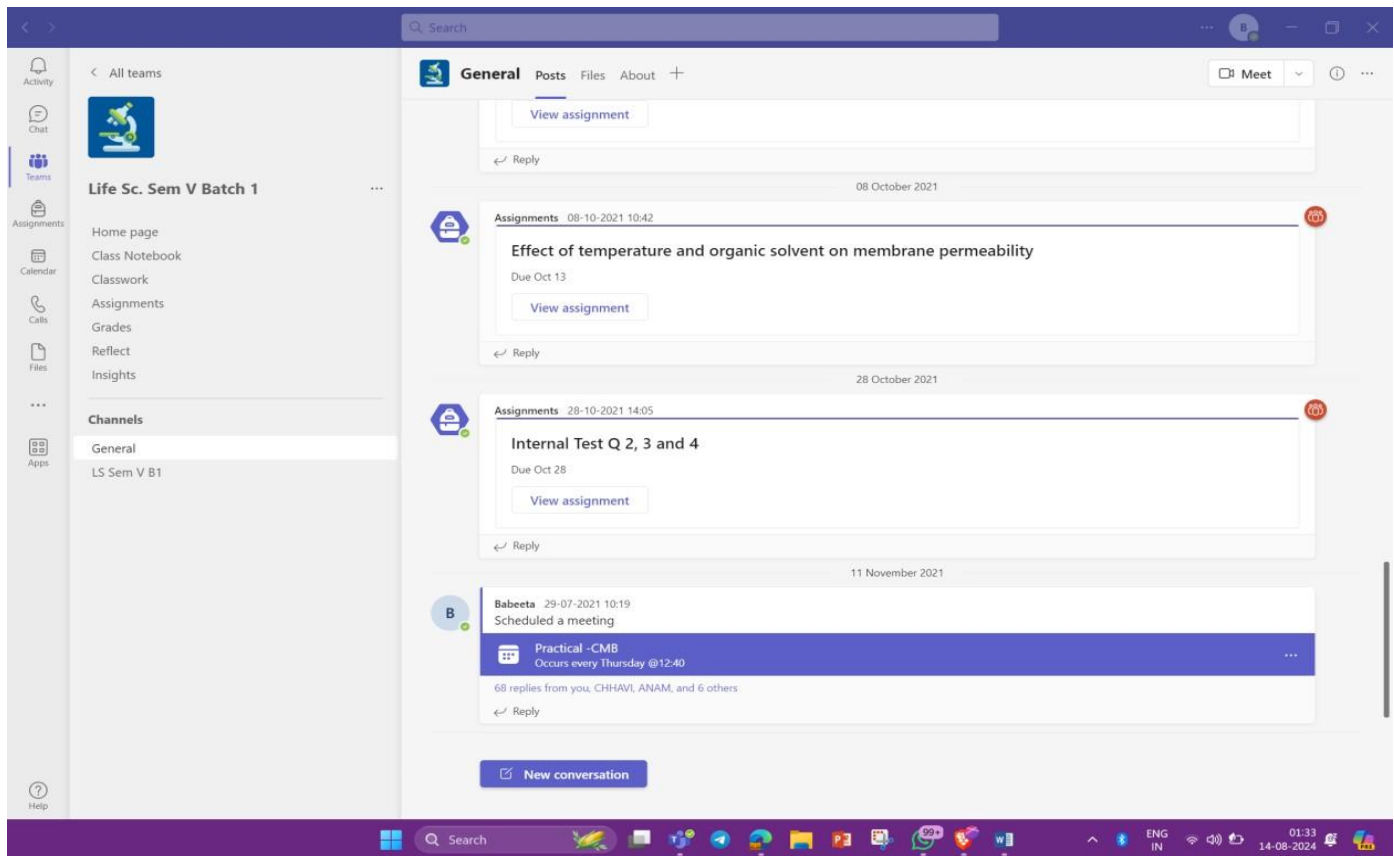 Search
B
Activity
Chat
Teams
Assignments
Calendar
Calls
Files
Apps
Help
All teams
Life Sc. Sem V Batch 1
Home page
Class Notebook
Classwork
Assignments
Grades
Reflect
Insights
Channels
General
LS Sem V B1
General Posts Files About
Meet
View assignment
Reply
08 October 2021
Assignments 08-10-2021 10:42
Effect of temperature and organic solvent on membrane permeability
Due Oct 13
View assignment
Reply
28 October 2021
Assignments 28-10-2021 14:05
Internal Test Q 2, 3 and 4
Due Oct 28
View assignment
Reply
11 November 2021
B
Babeeta 29-07-2021 10:19
Scheduled a meeting
Practical -CMB
Occurs every Thursday @12:40
68 replies from you, CHHAVI, ANAM, and 6 others
Reply
New conversation
Search
99+
ENG
IN
01:33
14-08-2024